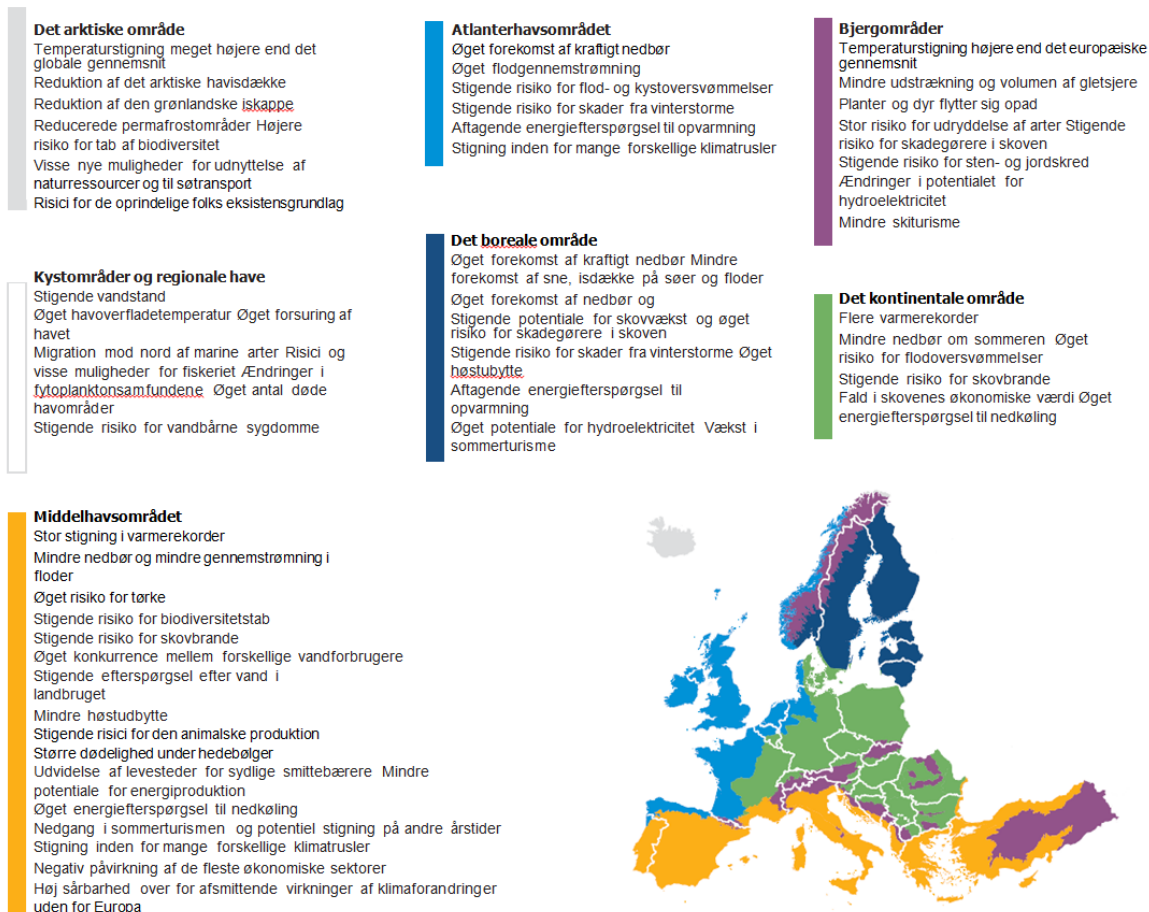 Det arktiske område
Temperaturstigning meget højere end det
globale gennemsnit
Reduktion af det arktiske havisdække
Reduktion af den grønlandske iskappe
Reducerede permafrostområder Højere
risiko for tab af biodiversitet
Visse nye muligheder for udnyttelse af
naturressourcer og til søtransport
Risici for de oprindelige folks eksistensgrundlag
Kystområder og regionale have
Stigende vandstand
Øget havoverfladetemperatur Øget forsuring af
havet
Migration mod nord af marine arter Risici og
visse muligheder for fiskeriet Ændringer i
fytoplanktonsamfundene Øget antal døde
havområder
Stigende risiko for vandbårne sygdomme
Atlanterhavsområdet
Øget forekomst af kraftigt nedbør
Øget flodgennemstrømning
Stigende risiko for flod- og kystoversvømmelser
Stigende risiko for skader fra vinterstorme
Aftagende energiefterspørgsel til opvarmning
Stigning inden for mange forskellige klimatrusler
Det boreale område
Øget forekomst af kraftigt nedbør Mindre
forekomst af sne, isdække på søer og floder
Øget forekomst af nedbør og
Stigende potentiale for skovvækst og øget
risiko for skadegørere i skoven
Stigende risiko for skader fra vinterstorme Øget
høstubytte
Aftagende energiefterspørgsel til
opvarmning
Øget potentiale for hydroelektricitet Vækst i
sommerturisme
Bjergområder
Temperaturstigning højere end det europæiske
gennemsnit
Mindre udstrækning og volumen af gletsjere
Planter og dyr flytter sig opad
Stor risiko for udryddelse af arter Stigende
risiko for skadegørere i skoven
Stigende risiko for sten- og jordskred
Ændringer i potentialet for
hydroelektricitet
Mindre skiturisme
Det kontinentale område
Flere varmerekorder
Mindre nedbør om sommeren Øget
risiko for flodoversvømmelser
Stigende risiko for skovbrande
Fald i skovenes økonomiske værdi Øget
energiefterspørgsel til nedkøling
Middelhavsområdet
Stor stigning i varmerekorder
Mindre nedbør og mindre gennemstrømning i
floder
Øget risiko for tørke
Stigende risiko for biodiversitetstab
Stigende risiko for skovbrande
Øget konkurrence mellem forskellige vandforbrugere
Stigende efterspørgsel efter vand i
landbruget
Mindre høstudbytte
Stigende risici for den animalske produktion
Større dødelighed under hedebølger
Udvidelse af levesteder for sydlige smittebærere Mindre
potentiale for energiproduktion
Øget energiefterspørgsel til nedkøling
Nedgang i sommerturismen og potentiel stigning på andre årstider
Stigning inden for mange forskellige klimatrusler
Negativ påvirkning af de fleste økonomiske sektorer
Høj sårbarhed over for afsmittende virkninger af klimaforandringer
uden for Europa